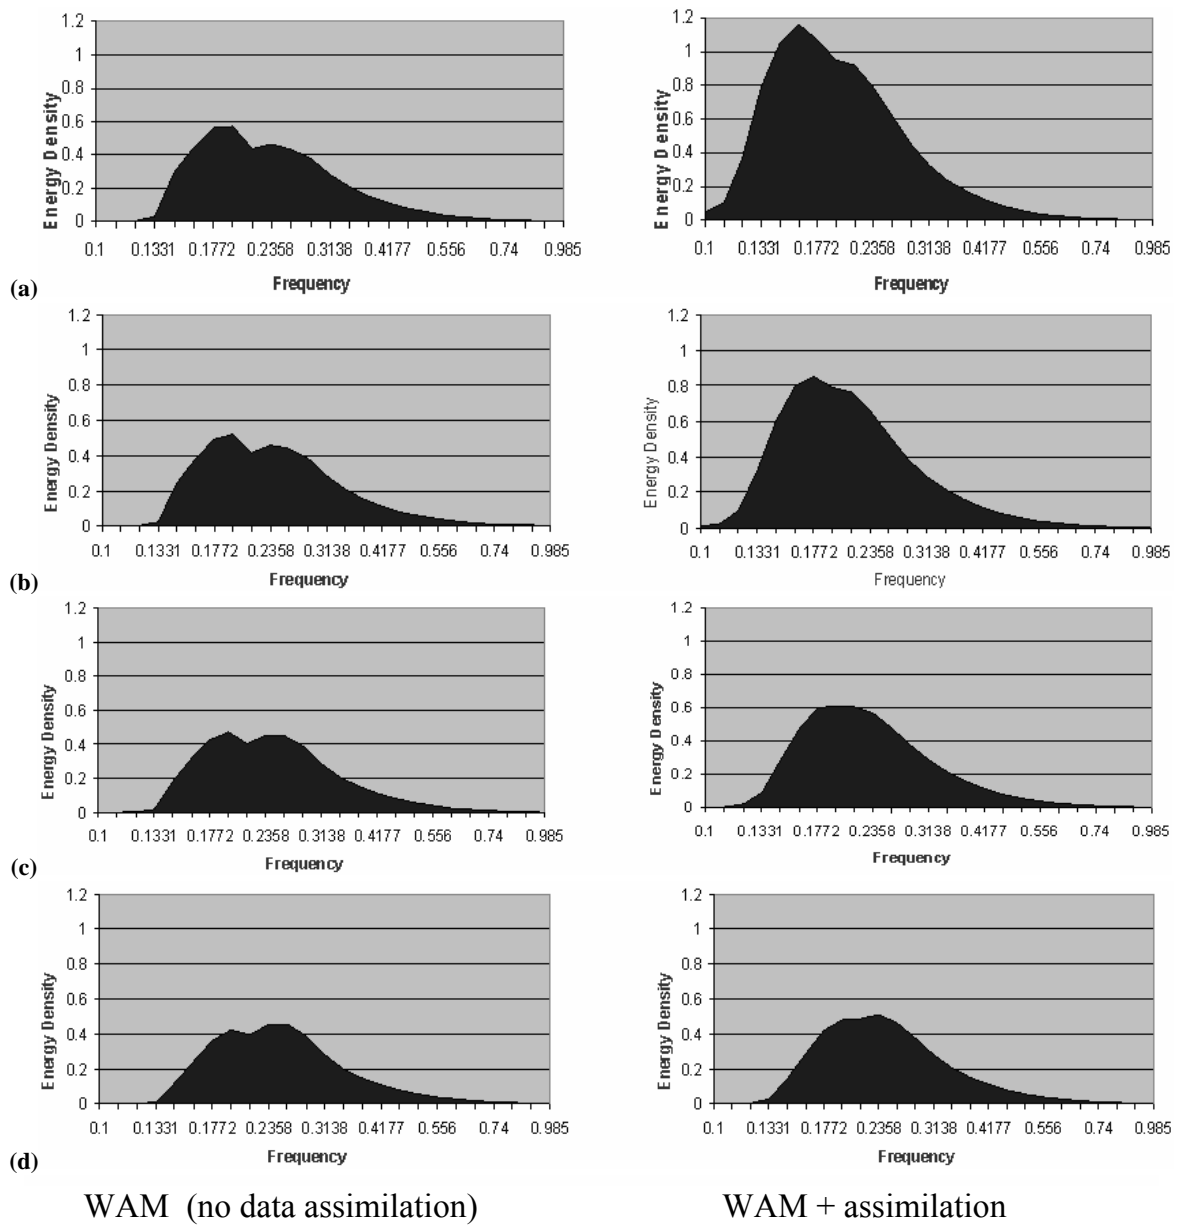 1.2 1 0.8 0.6 0.4 0.2 0
Energy Density
0.1 0.1331 0.1772 0.2358 0.3138 0.4177 0.556 0.74 0.985
Frequency
1.2 1 0.8 0.6 0.4 0.2 0
Energy Density
0.1 0.1331 0.1772 0.2358 0.3138 0.4177 0.556 0.74 0.985
Frequency
(a)
1.2 1 0.8 0.6 0.4 0.2 0
Energy Density
0.1 0.1331 0.1772 0.2358 0.3138 0.4177 0.556 0.74 0.985
Frequency
1.2 1 0.8 0.6 0.4 0.2 0
Energy Density
0.1 0.1331 0.1772 0.2358 0.3138 0.4177 0.556 0.74 0.985
Frequency
(b)
1.2 1 0.8 0.6 0.4 0.2 0
Energy Density
0.1 0.1331 0.1772 0.2358 0.3138 0.4177 0.556 0.74 0.985
Frequency
1.2 1 0.8 0.6 0.4 0.2 0
Energy Density
0.1 0.1331 0.1772 0.2358 0.3138 0.4177 0.556 0.74 0.985
Frequency
(c)
1.2 1 0.8 0.6 0.4 0.2 0
Energy Density
0.1 0.1331 0.1772 0.2358 0.3138 0.4177 0.556 0.74 0.985
Frequency
1.2 1 0.8 0.6 0.4 0.2 0
Energy Density
0.1 0.1331 0.1772 0.2358 0.3138 0.4177 0.556 0.74 0.985
Frequency
(d)
WAM (no data assimilation)
WAM + assimilation